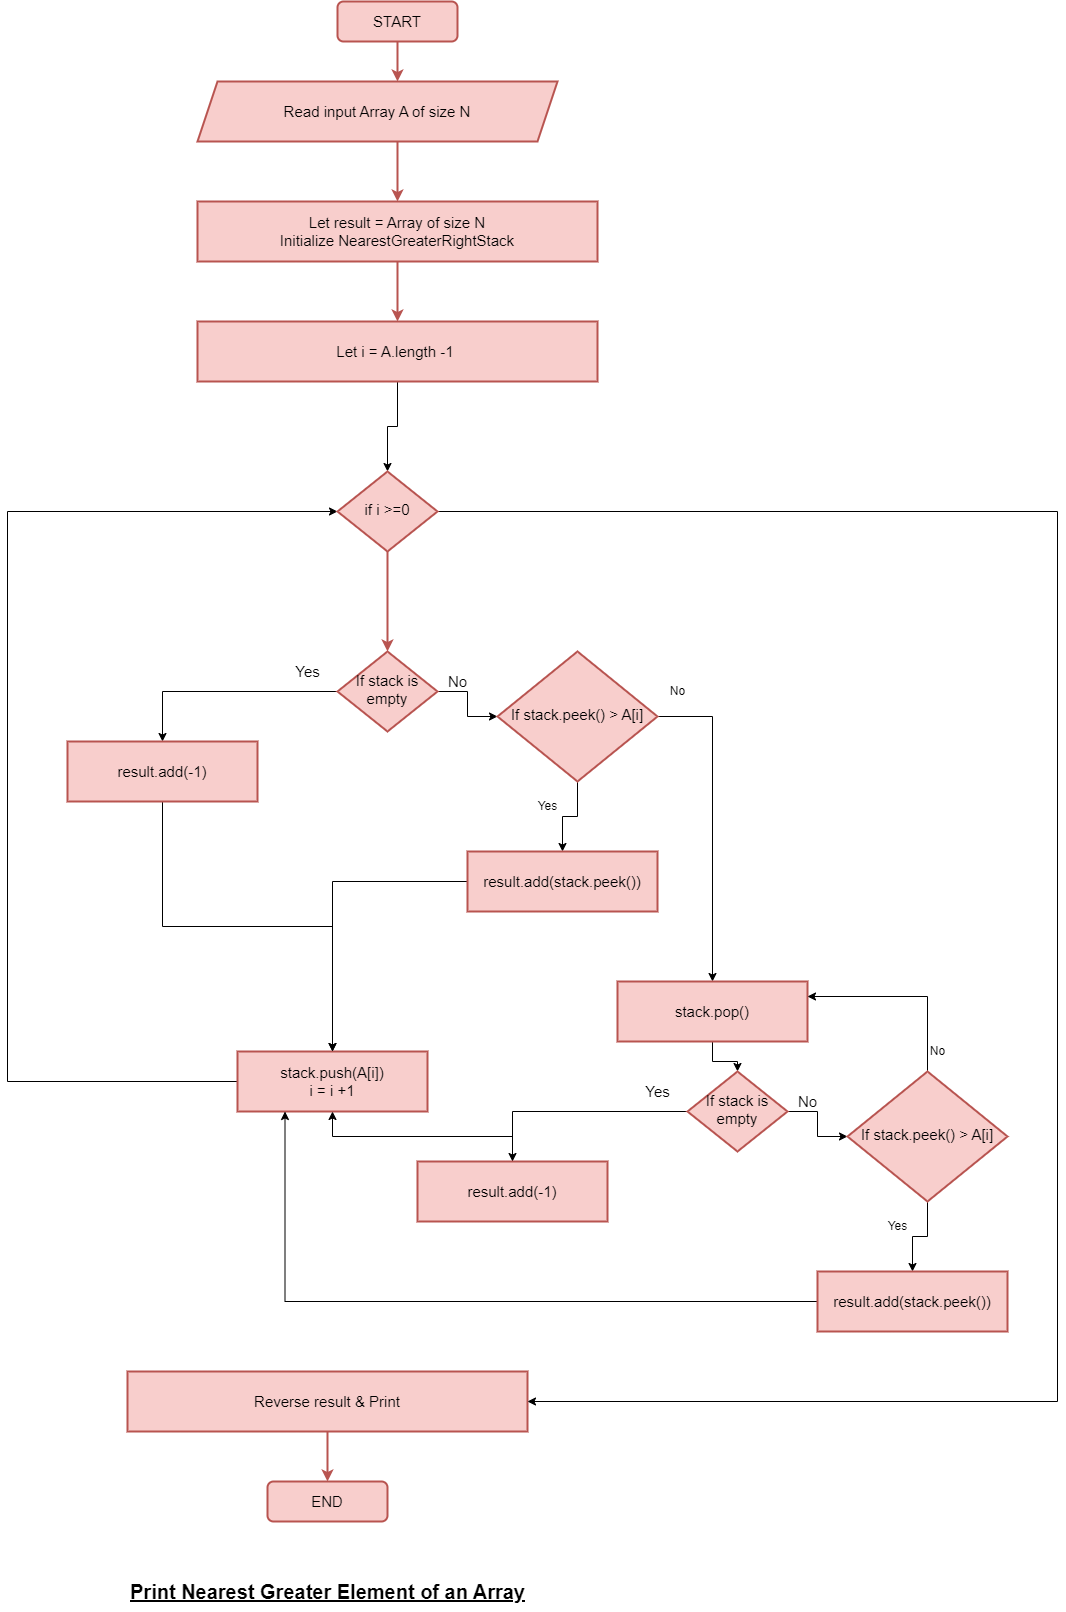 START
Read input Array A of size N
Let result = Array of size N
Initialize NearestGreaterRightStack
Let i = A.length -1
if i >=0
Yes
If stack is
empty
No
If stack.peek() > A[i]
No
result.add(-1)
Yes
result.add(stack.peek())
stack.pop()
stack.push(A[i])
i = i +1
Yes
If stack is
empty
No
If stack.peek() > A[i]
No
result.add(-1)
Yes
result.add(stack.peek())
Reverse result & Print
END
Print Nearest Greater Element of an Array